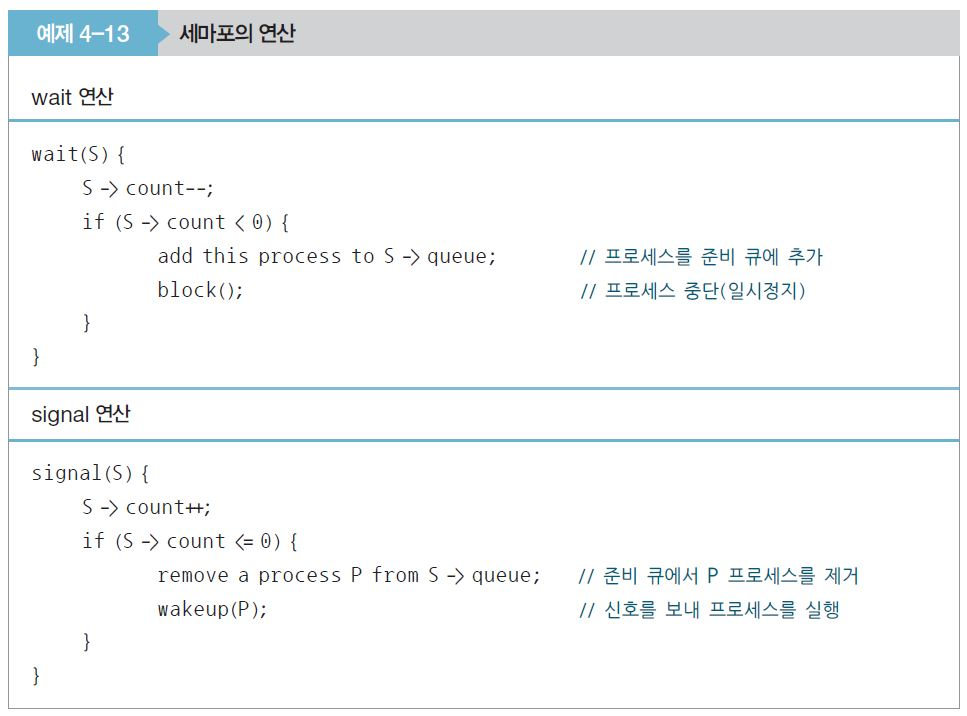 예제 4-13 세마포의 연산
wait 연산
wait(S) {
S -> count--;
if (S -> count < 0) {
add this process to S -> queue; // 프로세스를 준비 큐에 추가
block(); // 프로세스 중단(일시정지)
}
}
signal 연산
signal(S) {
S -> count++;
if (S -> count <= 0) {
remove a process P from S -> queue; // 준비 큐에서 P 프로세스를 제거
wakeup(P); // 신호를 보내 프로세스를 실행
}
}